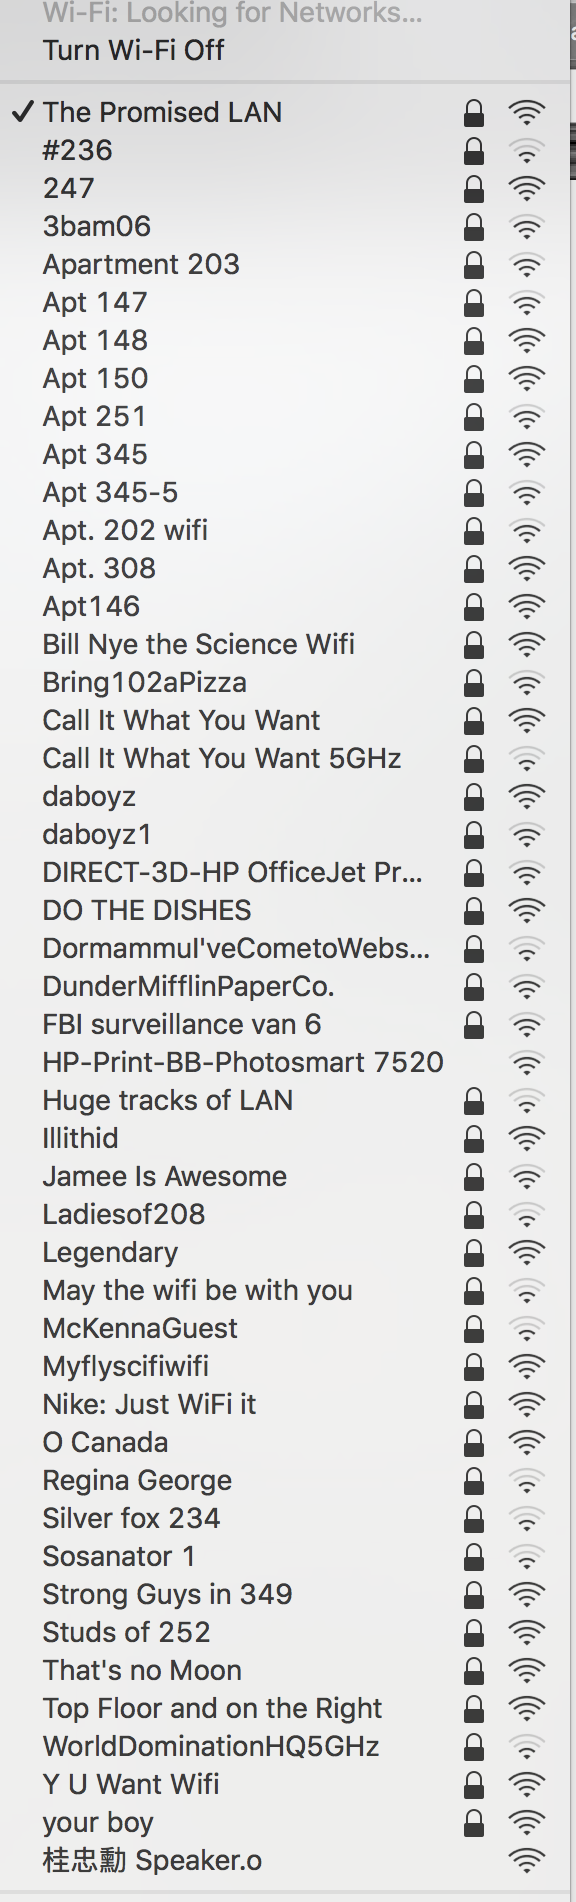 Wi-Fi: Looking for Networks...
Turn Wi-Fi Off
The Promised LAN
#236
247
3bam06
Apartment 203
Apt 147
Apt 148
Apt 150
Apt 251
Apt 345
Apt 345-5
Apt. 202 wifi
Apt. 308
Apt146
Bill Nye the Science Wifi
Bring102aPizza
Call It What You Want
Call It What You Want 5GHz
daboyz
daboyz1
DIRECT-3D-HP OfficeJet Pr...
DO THE DISHES
DormammuI'veCometoWebs...
DunderMifflinPaperCo.
FBI surveillance van 6
HP-Print-BB-Photosmart 7520
Huge tracks of LAN
Illithid
Jamee Is Awesome
Ladiesof208
Legendary
May the wifi be with you
McKennaGuest
Myflyscifiwifi
Nike: Just WiFi it
O Canada
Regina George
Silver fox 234
Sosanator 1
Strong Guys in 349
Studs of 252
That's no Moon
Top Floor and on the Right
WorldDominationHQ5GHz
Y U Want Wifi
your boy
桂忠勳 Speaker.o